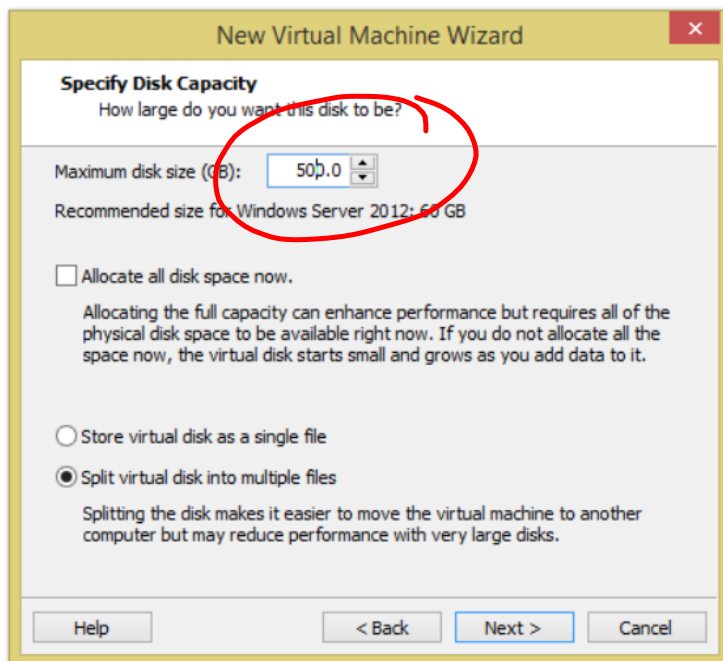 New Virtual Machine Wizard
Specify Disk Capacity
How large do you want this disk to be?
Maximum disk size (GB): 500.0
Recommended size for Windows Server 2012: 60 GB
Allocate all disk space now.
Allocating the full capacity can enhance performance but requires all of the
physical disk space to be available right now. If you do not allocate all the
space now, the virtual disk starts small and grows as you add data to it.
Store virtual disk as a single file
Split virtual disk into multiple files
Splitting the disk makes it easier to move the virtual machine to another
computer but may reduce performance with very large disks.
Help < Back Next > Cancel